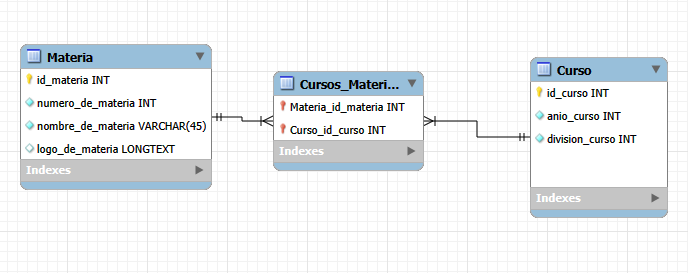 Materia
id_materia INT
numero_de_materia INT
nombre_de_materia VARCHAR(45)
logo_de_materia LONGTEXT
Indexes
Cursos_Materi...
Materia_id_materia INT
Curso_id_curso INT
Indexes
Curso
id_curso INT
anio_curso INT
division_curso INT
Indexes